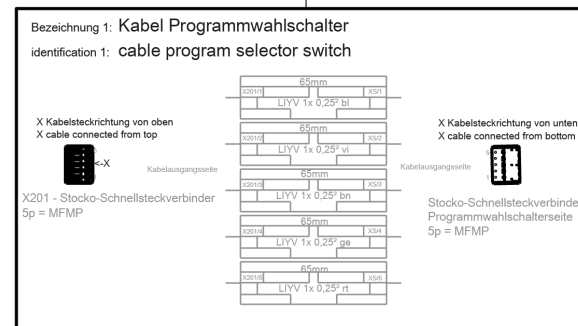 Bezeichnung 1: Kabel Programmwahlschalter
identification 1: cable program selector switch
X Kabelsteckrichtung von oben
X cable connected from top
<-X
X201 - Stocko-Schnellsteckverbinder
5p = MFMP
Kabelausgangsseite
65mm
X201/1 XS/1
LIYV 1x 0,25² bl
65mm
X201/2 XS/2
LIYV 1x 0,25² vi
65mm
X201/3 XS/3
LIYV 1x 0,25² bn
65mm
X201/4 XS/4
LIYV 1x 0,25² ge
65mm
XS/5
LIYV 1x 0,25² rt
Kabelausgangsseite
X Kabelsteckrichtung von unten
X cable connected from bottom
5
1
Stocko-Schnellsteckverbinde
Programmwahlschalterseite
5p = MFMP